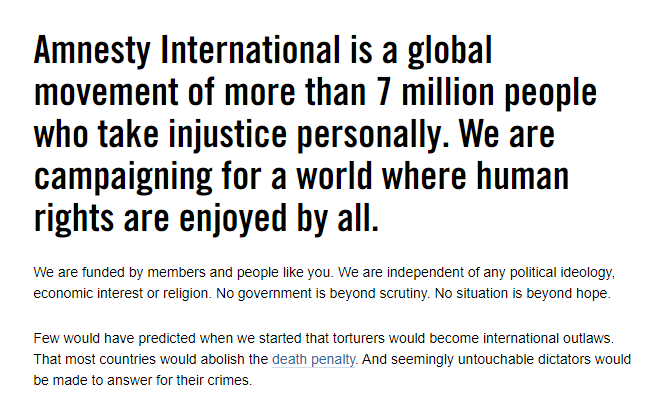 Amnesty International is a global
movement of more than 7 million people
who take injustice personally. We are
campaigning for a world where human
rights are enjoyed by all.
We are funded by members and people like you. We are independent of any political ideology,
economic interest or religion. No government is beyond scrutiny. No situation is beyond hope.
Few would have predicted when we started that torturers would become international outlaws.
That most countries would abolish the death penalty. And seemingly untouchable dictators would
be made to answer for their crimes.